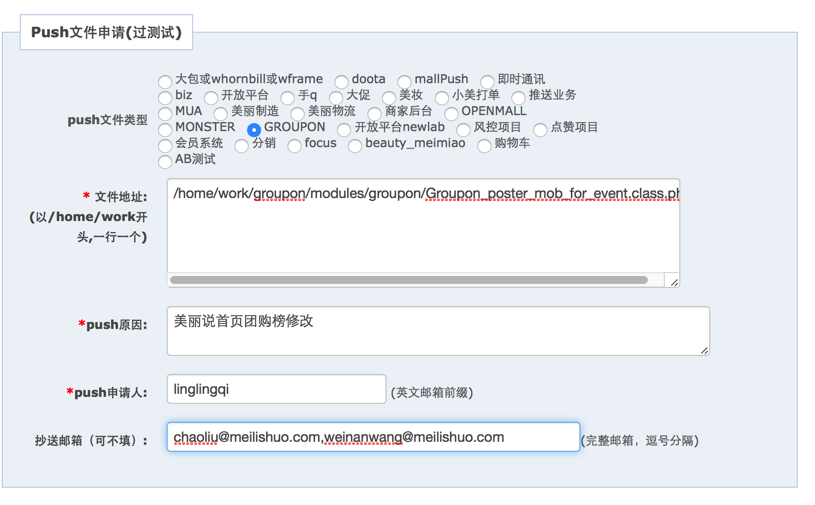 Push文件申请(过测试)
大包或whornbill或wframe doota mallPush 即时通讯
biz 开放平台 手q 大促 美妆 小美打单 推送业务
MUA 美丽制造 美丽物流 商家后台 OPENMALL
push文件类型
MONSTER GROUPON 开放平台newlab 风控项目 点赞项目
会员系统 分销 focus beauty_meimiao 购物车
AB测试
* 文件地址:
(以/home/work开
头,一行一个)
/home/work/groupon/modules/groupon/Groupon_poster_mob_for_event.class.ph
*push原因:
美丽说首页团购榜修改
*push申请人:
linglingqi
(英文邮箱前缀)
抄送邮箱（可不填）:
chaoliu@meilishuo.com,weinanwang@meilishuo.com
(完整邮箱，逗号分隔)